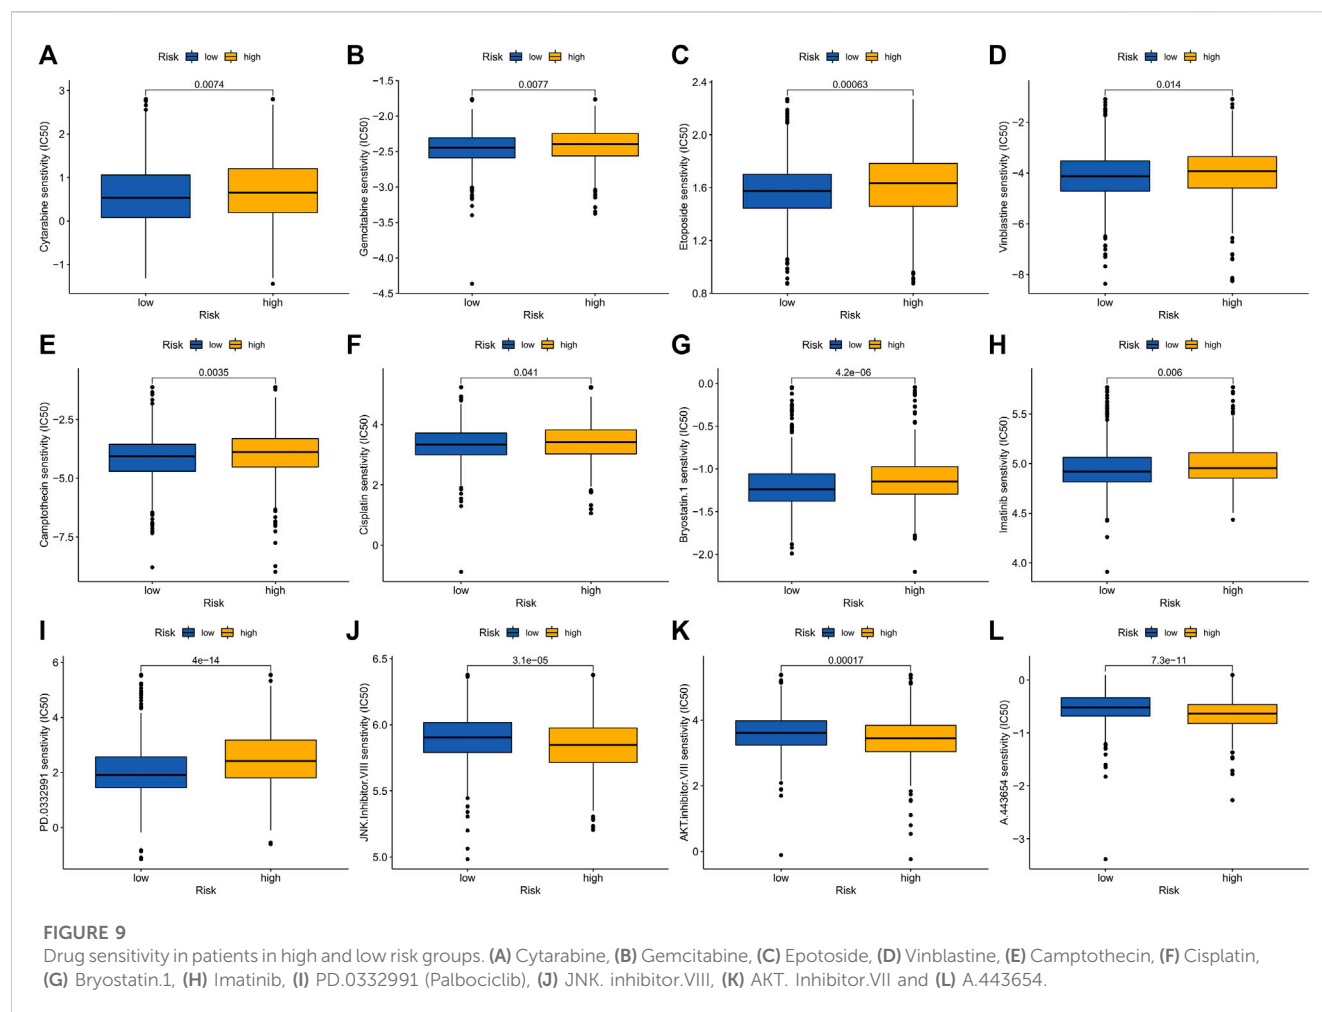 A
Risk low high
0.0074
Cytarabine senstivity (IC50)
3
2
1
0
−1
low high
Risk
B
Risk low high
0.0077
Gemcitabine senstivity (IC50)
−1.5
−2.0
−2.5
−3.0
−3.5
−4.0
−4.5
low high
Risk
C
Risk low high
0.00063
Etoposide senstivity (IC50)
2.4
2.0
1.6
1.2
0.8
low high
Risk
D
Risk low high
0.014
Vinblastine senstivity (IC50)
−2
−4
−6
−8
low high
Risk
E
Risk low high
0.0035
Camptothecin senstivity (IC50)
−2.5
−5.0
−7.5
low high
Risk
F
Risk low high
0.041
Cisplatin senstivity (IC50)
4
2
0
low high
Risk
G
Risk low high
4.2e−06
Bryostatin.1 senstivity (IC50)
0.0
−0.5
−1.0
−1.5
−2.0
low high
Risk
H
Risk low high
0.006
Imatinib senstivity (IC50)
5.5
5.0
4.5
4.0
low high
Risk
I
Risk low high
4e−14
PD.0332991 senstivity (IC50)
6
4
2
0
low high
Risk
J
Risk low high
3.1e−05
JNK.Inhibitor.VIII senstivity (IC50)
6.5
6.0
5.5
5.0
low high
Risk
K
Risk low high
0.00017
AKT.inhibitor.VIII senstivity (IC50)
4
2
0
low high
Risk
L
Risk low high
7.3e−11
A.443654 senstivity (IC50)
0
−1
−2
−3
low high
Risk
FIGURE 9
Drug sensitivity in patients in high and low risk groups. (A) Cytarabine, (B) Gemcitabine, (C) Epotoside, (D) Vinblastine, (E) Camptothecin, (F) Cisplatin,
(G) Bryostatin.1, (H) Imatinib, (I) PD.0332991 (Palbociclib), (J) JNK. inhibitor.VIII, (K) AKT. Inhibitor.VII and (L) A.443654.